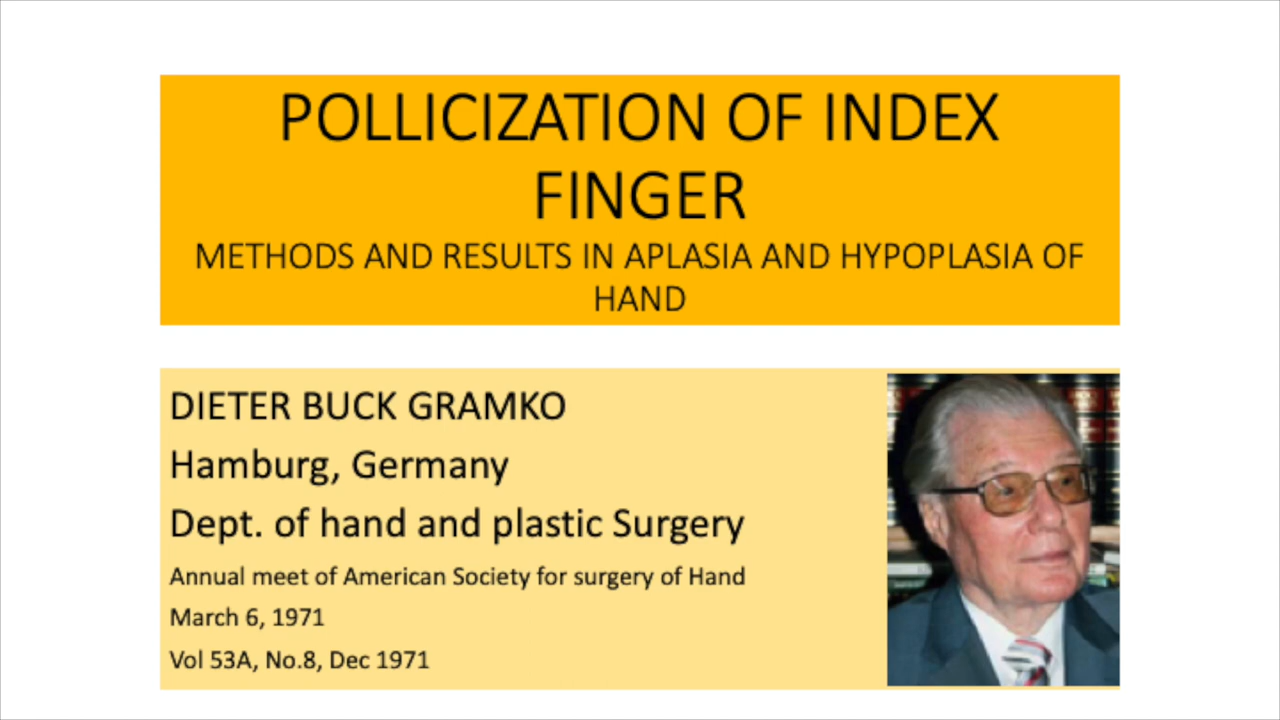 POLLICIZATION OF INDEX
FINGER
METHODS AND RESULTS IN APLASIA AND HYPOPLASIA OF
HAND
DIETER BUCK GRAMKO
Hamburg, Germany
Dept. of hand and plastic Surgery
Annual meet of American Society for surgery of Hand
March 6, 1971
Vol 53A, No.8, Dec 1971